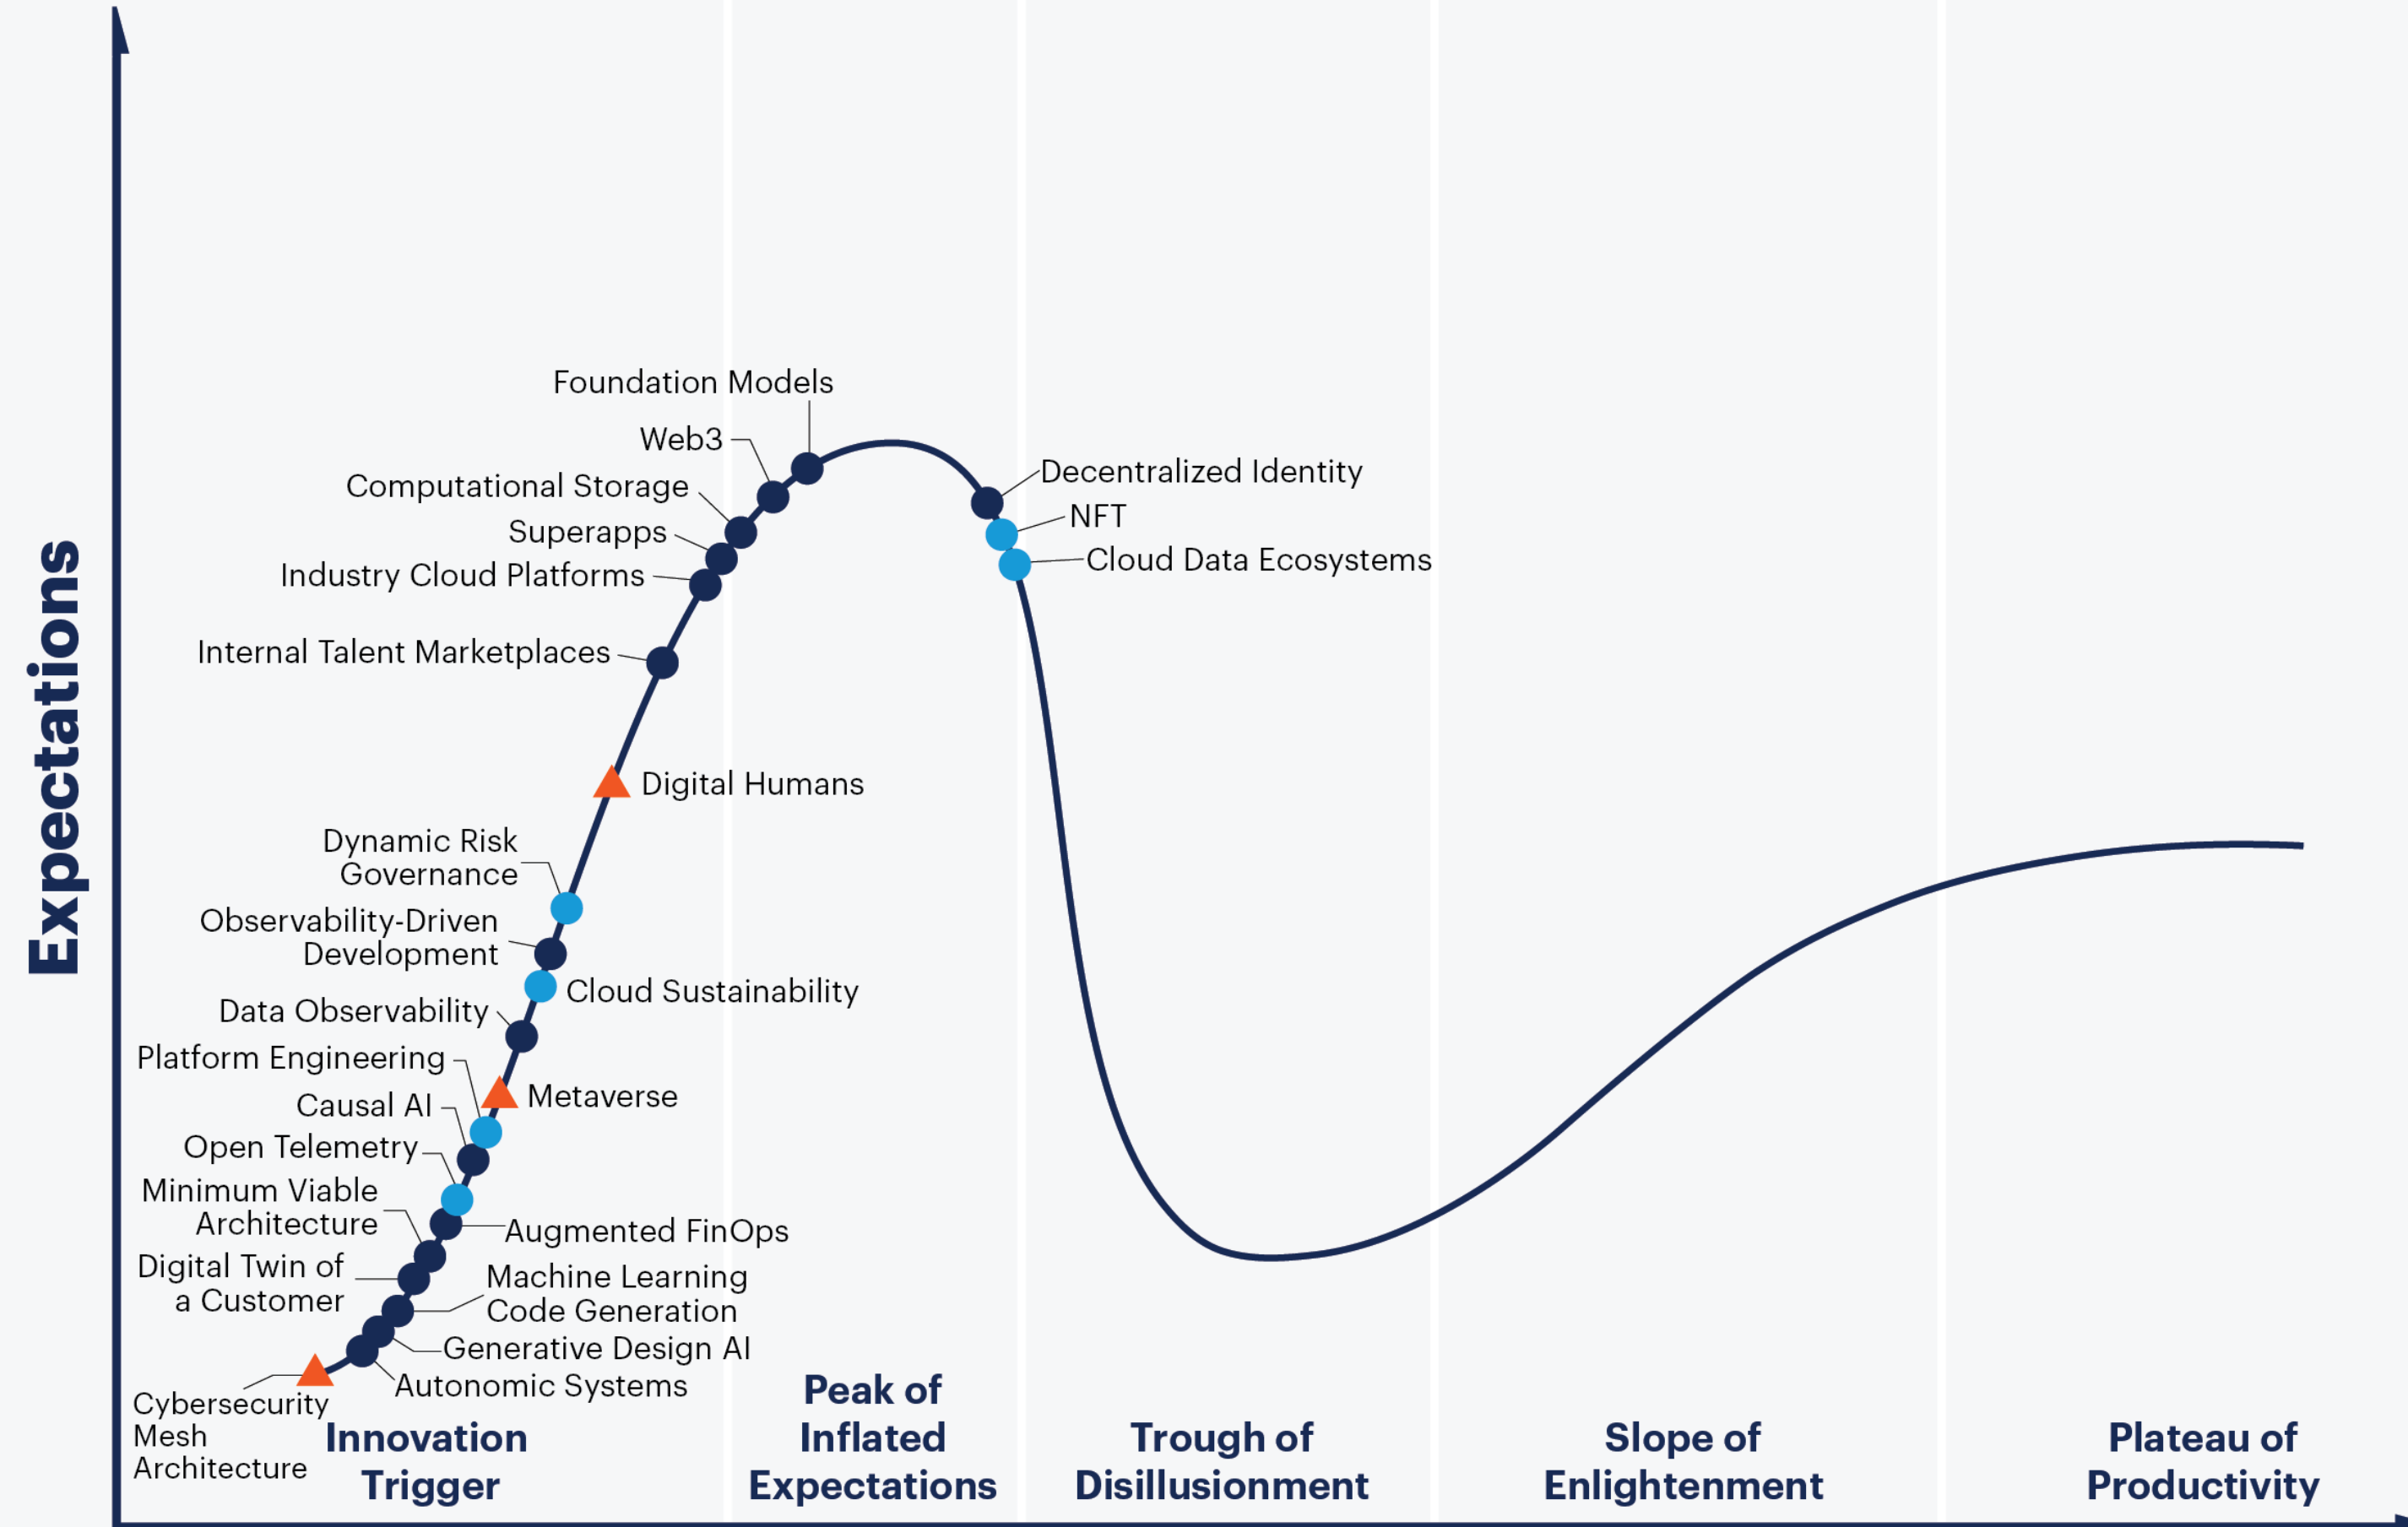 Expectations
Foundation Models
Web3
Computational Storage
Superapps
Industry Cloud Platforms
Internal Talent Marketplaces
Decentralized Identity
NFT
Cloud Data Ecosystems
Digital Humans
Dynamic Risk
Governance
Observability-Driven
Development
Cloud Sustainability
Data Observability
Platform Engineering
Metaverse
Causal AI
Open Telemetry
Minimum Viable
Architecture
Augmented FinOps
Digital Twin of
a Customer
Machine Learning
Code Generation
Generative Design AI
Autonomic Systems
Cybersecurity
Mesh
Architecture
Innovation
Trigger
Peak of
Inflated
Expectations
Trough of
Disillusionment
Slope of
Enlightenment
Plateau of
Productivity